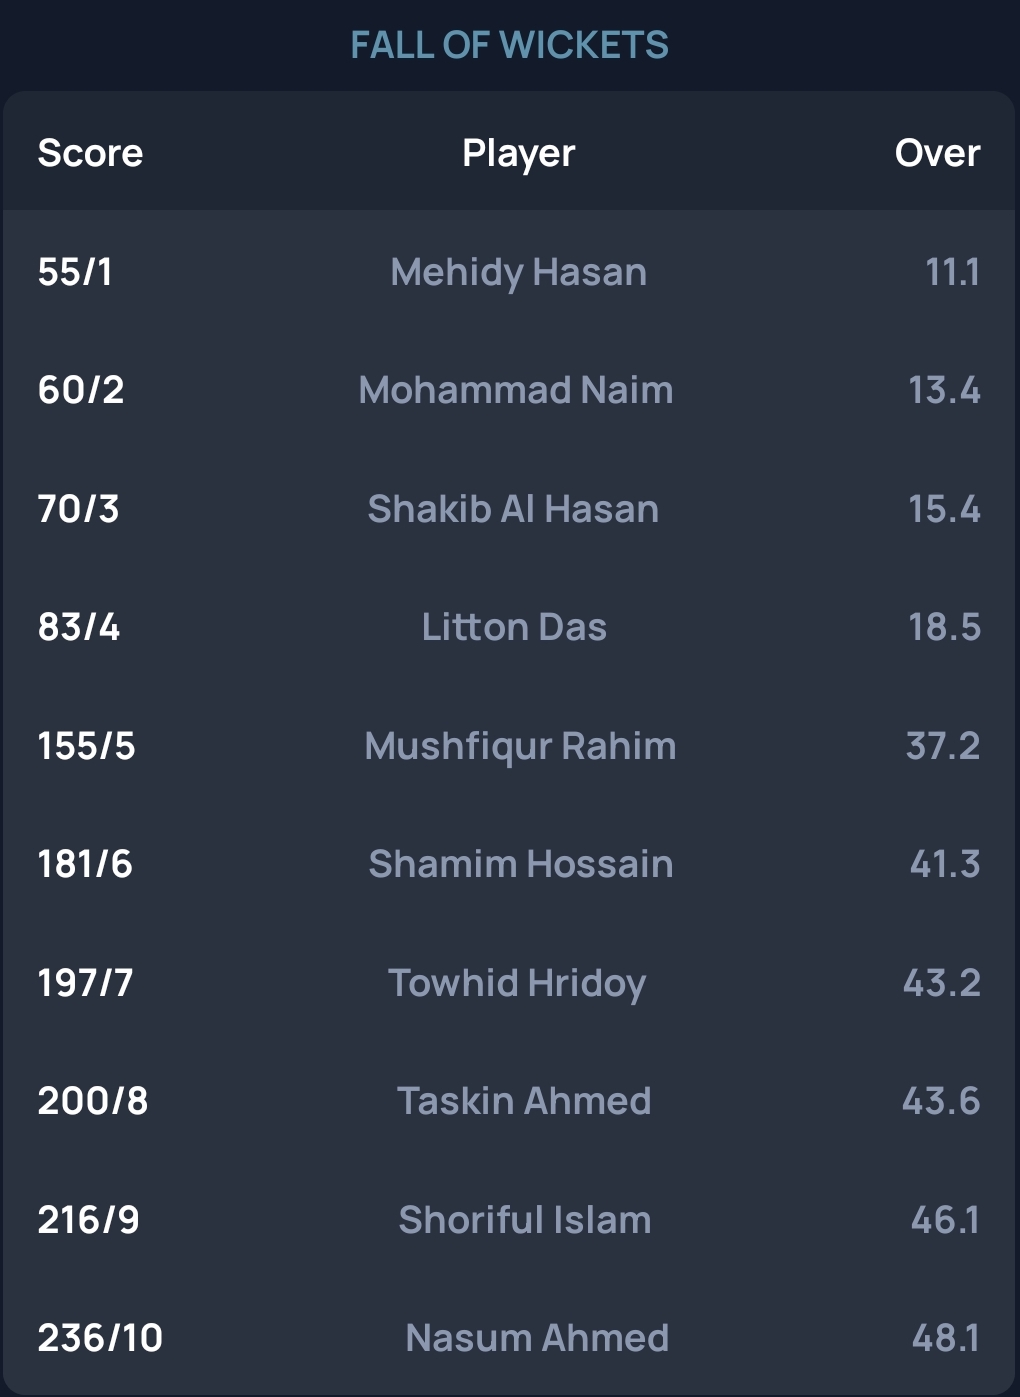 FALL OF WICKETS
Score Player Over
55/1 Mehidy Hasan 11.1
60/2 Mohammad Naim 13.4
70/3 Shakib Al Hasan 15.4
83/4 Litton Das 18.5
155/5 Mushfiqur Rahim 37.2
181/6 Shamim Hossain 41.3
197/7 Towhid Hridoy 43.2
200/8 Taskin Ahmed 43.6
216/9 Shoriful Islam 46.1
236/10 Nasum Ahmed 48.1